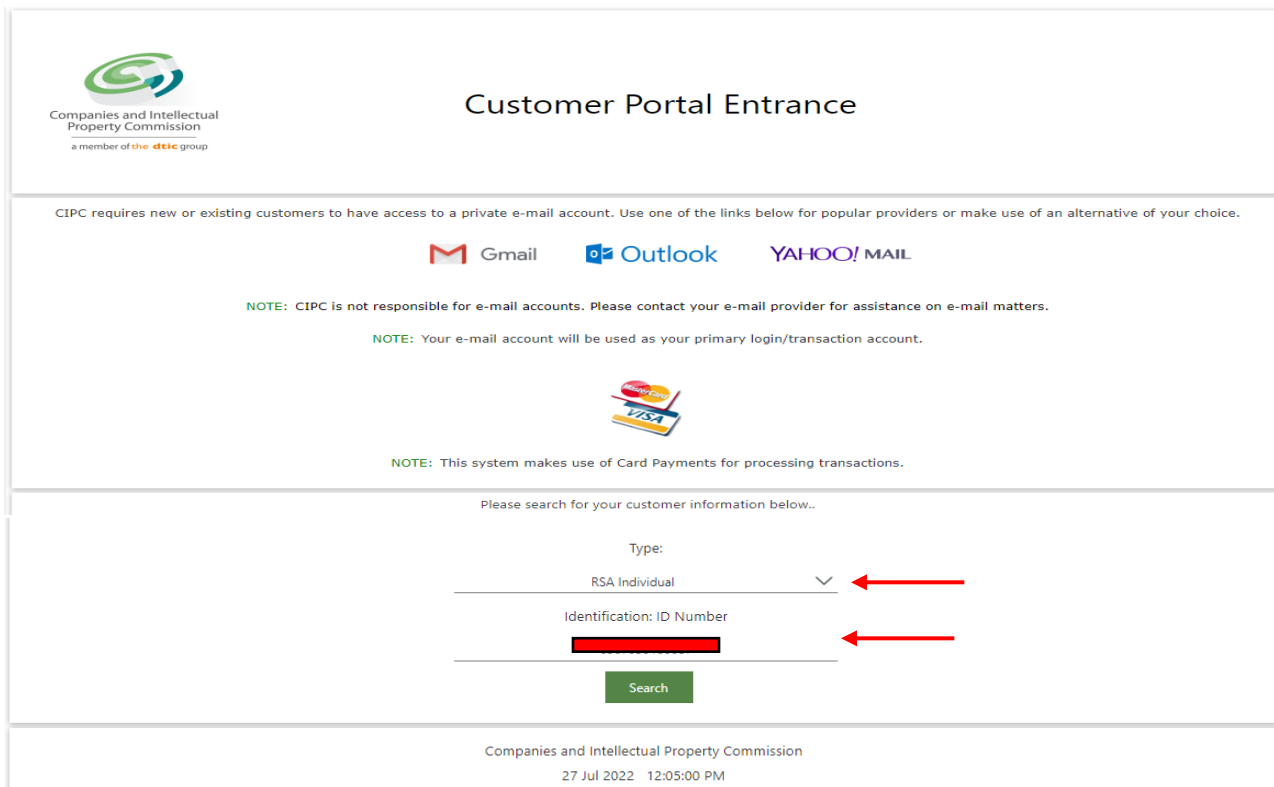 Companies and Intellectual
Property Commission
a member of the dtic group
Customer Portal Entrance
CIPC requires new or existing customers to have access to a private e-mail account. Use one of the links below for popular providers or make use of an alternative of your choice.
Gmail
Outlook
YAHOO! MAIL
NOTE: CIPC is not responsible for e-mail accounts. Please contact your e-mail provider for assistance on e-mail matters.
NOTE: Your e-mail account will be used as your primary login/transaction account.
MasterCard
VISA
NOTE: This system makes use of Card Payments for processing transactions.
Please search for your customer information below..
Type:
RSA Individual
Identification: ID Number
Search
Companies and Intellectual Property Commission
27 Jul 2022 12:05:00 PM